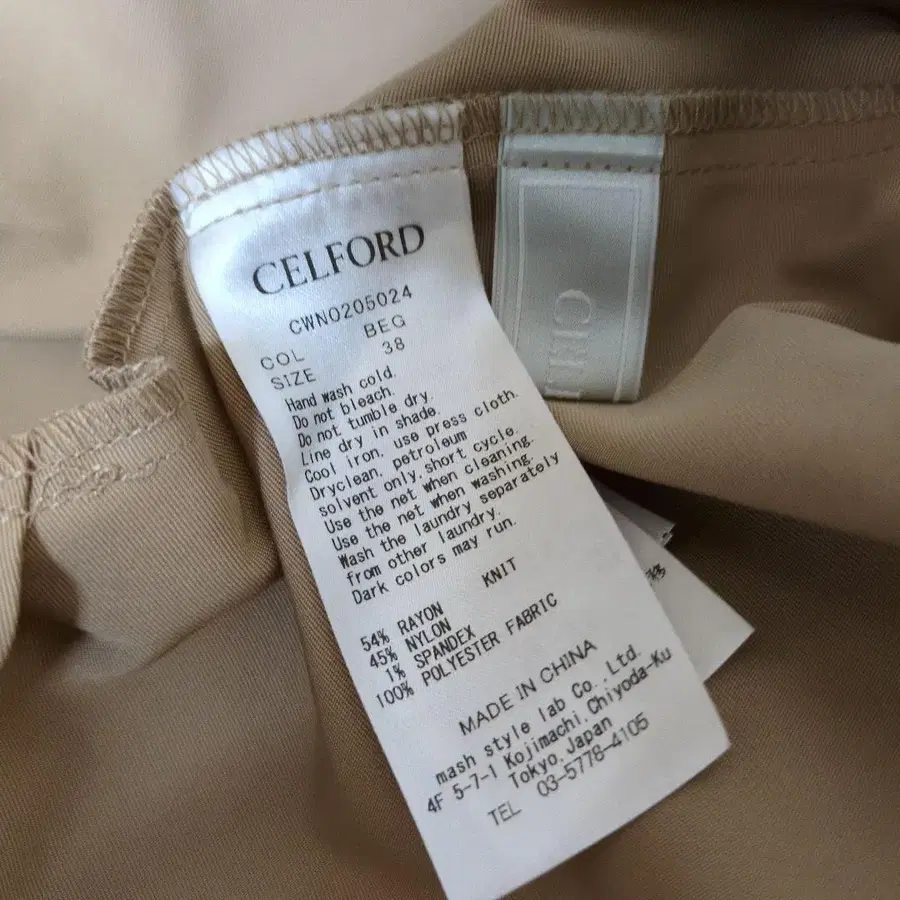 CELFORD
CWNO205024
COL BEG
SIZE 38
Hand wash cold.
Do not bleach.
Do not tumble dry.
Line dry in shade.
Cool iron, use press cloth.
Dryclean, petroleum
solvent only, short cycle.
Use the net when cleaning.
Use the net when washing.
Wash the laundry separately
from other laundry.
Dark colors may run.
KNIT
54% RAYON
45% NYLON
1% SPANDEX
100% POLYESTER FABRIC
MADE IN CHINA
mash style lab Co.,Ltd.
4F 5-7-1 Kojimachi,Chiyoda-Ku
Tokyo,Japan
TEL 03-5778-4105